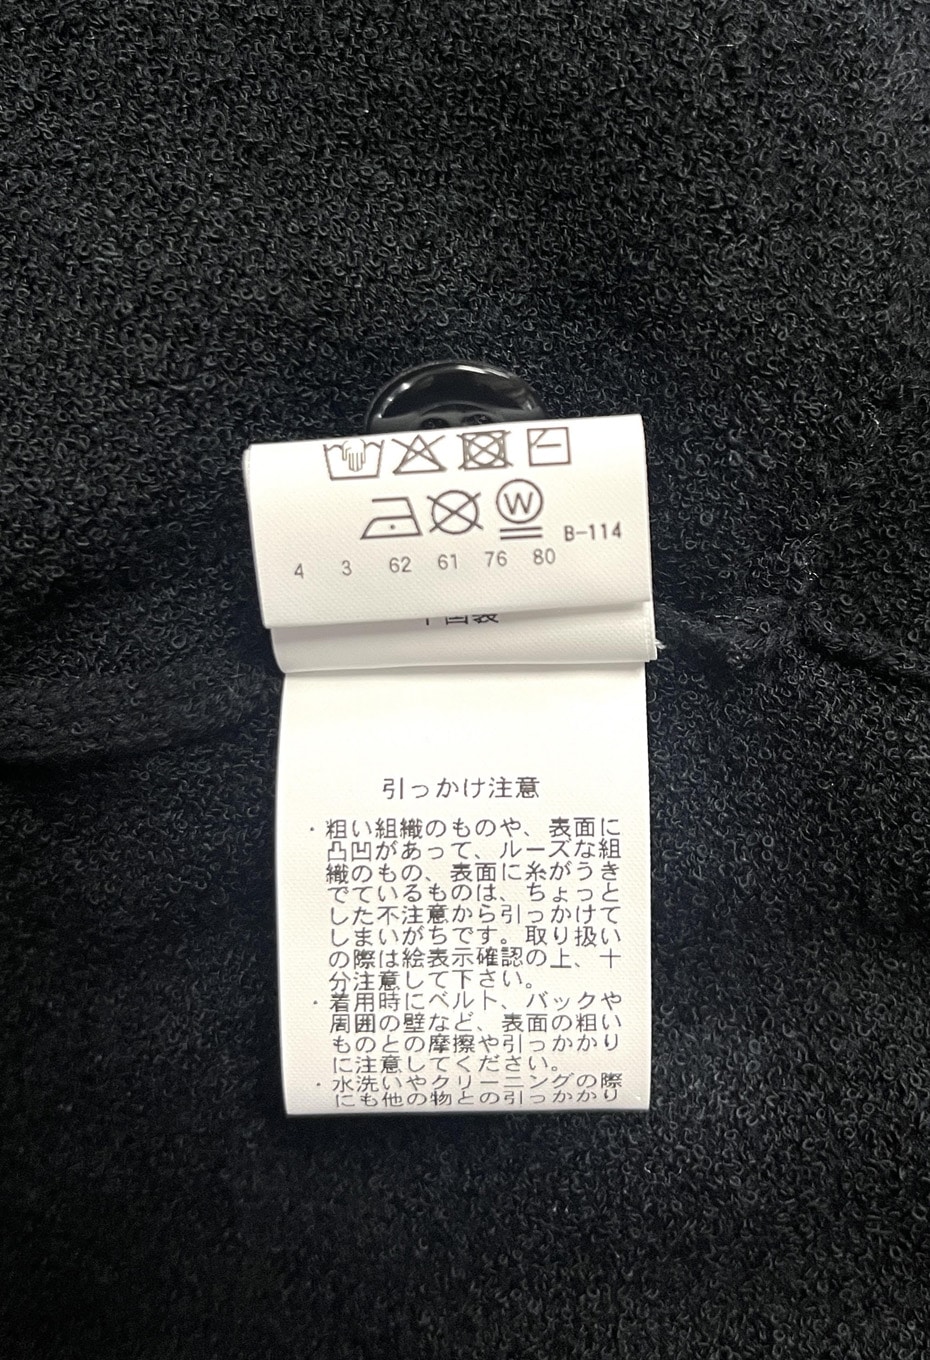 W
B-114
4 3 62 61 76 80
中国製
引っかけ注意
・粗い組織のものや、表面に
凸凹があって、ルーズな組
織のもの、表面に糸がうき
でているものは、ちょっと
した不注意から引っかけて
しまいがちです。取り扱い
の際は絵表示確認の上、十
分注意して下さい。
・着用時にベルト、バックや
周囲の壁など、表面の粗い
ものとの摩擦や引っかかり
に注意してください。
・水洗いやクリーニングの際
にも他の物との引っかかり